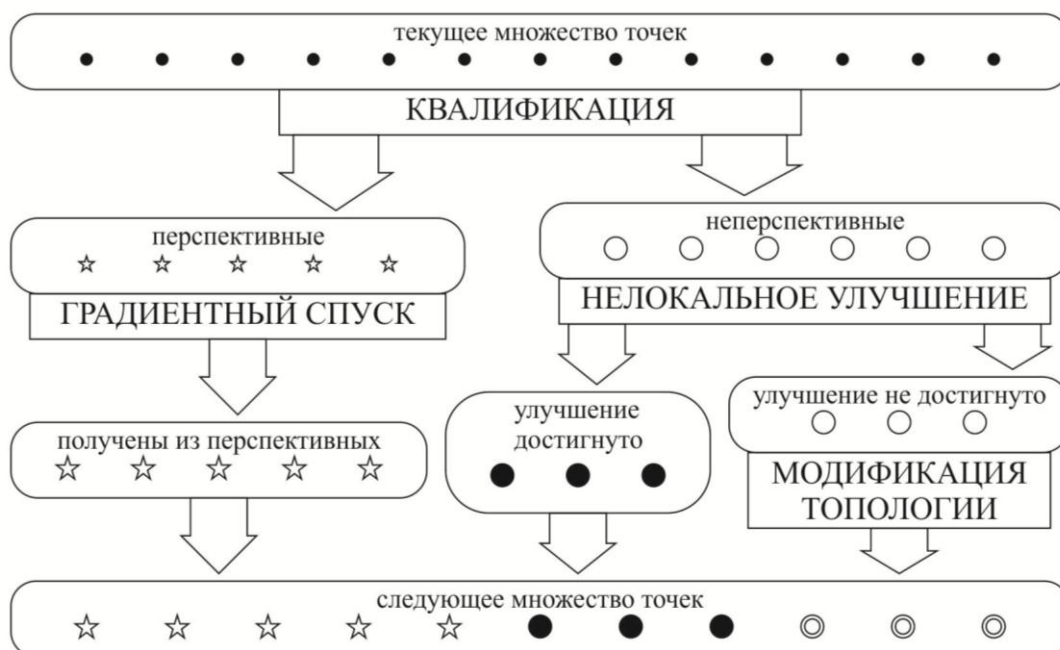 текущее множество точек
КВАЛИФИКАЦИЯ
перспективные
неперспективные
ГРАДИЕНТНЫЙ СПУСК
НЕЛОКАЛЬНОЕ УЛУЧШЕНИЕ
получены из перспективных
улучшение
достигнуто
улучшение не достигнуто
МОДИФИКАЦИЯ
ТОПОЛОГИИ
следующее множество точек